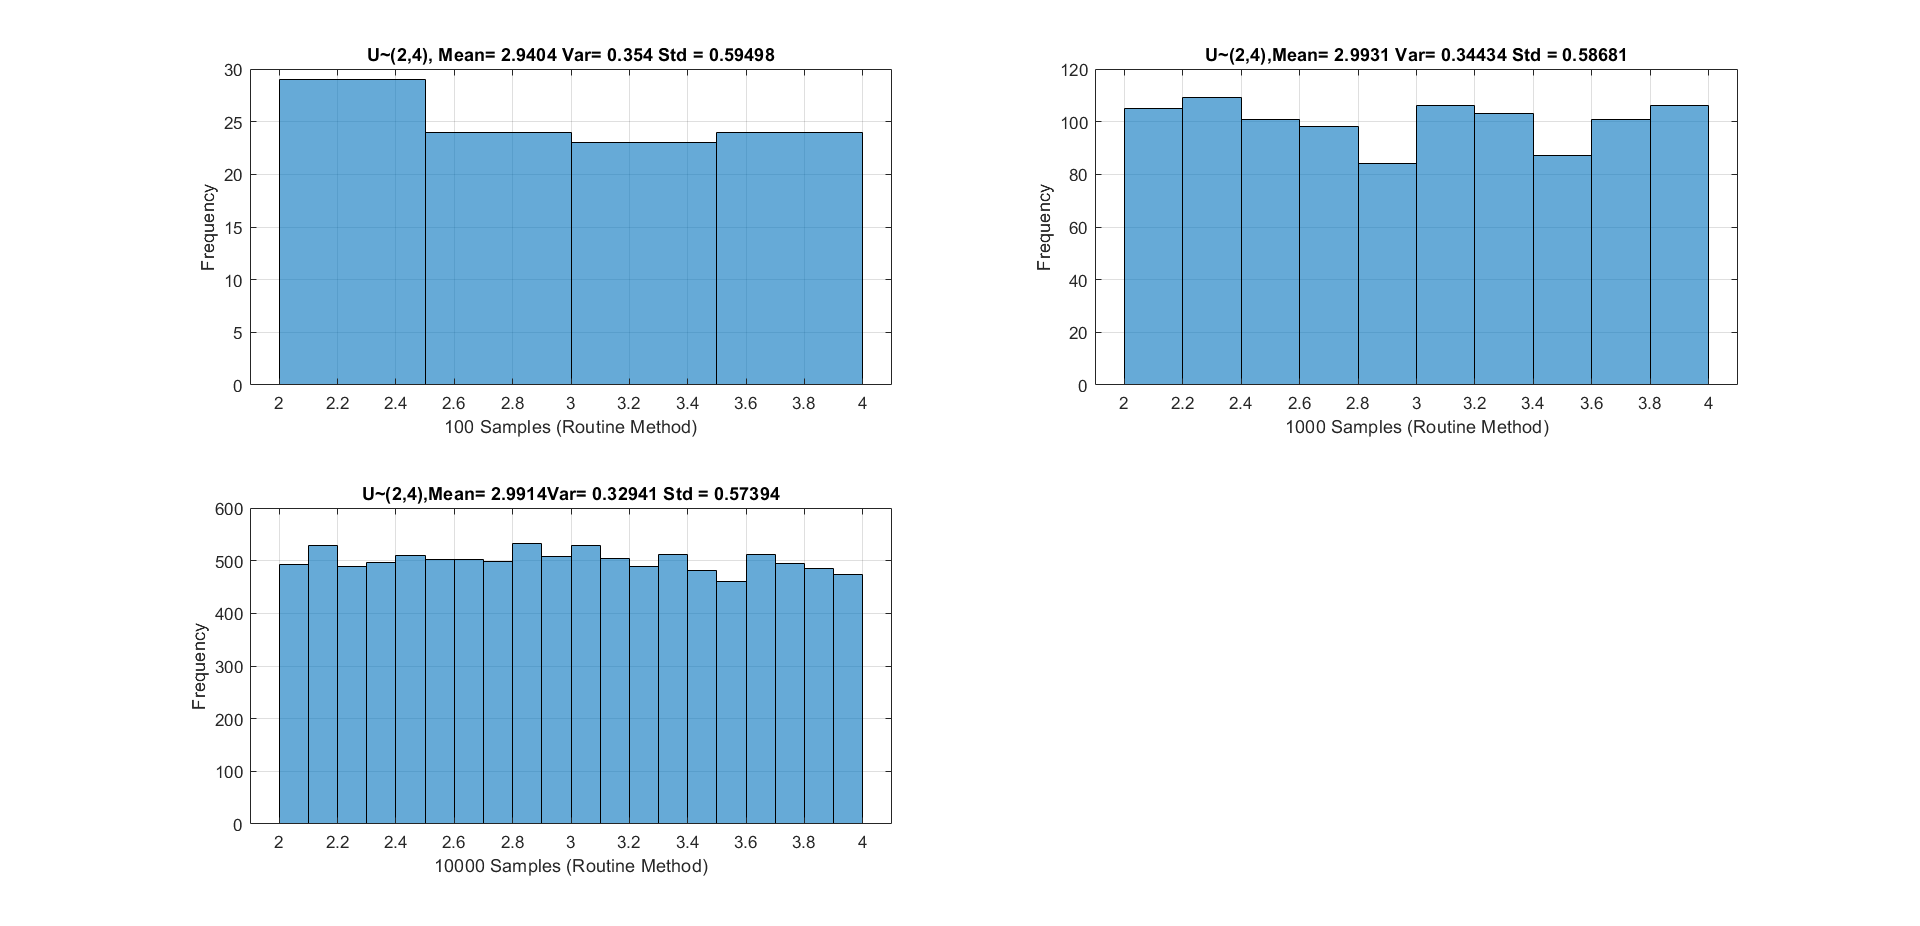 U~(2,4), Mean= 2.9404 Var= 0.354 Std = 0.59498
30
25
20
15
10
5
0
Frequency
2 2.2 2.4 2.6 2.8 3 3.2 3.4 3.6 3.8 4
100 Samples (Routine Method)
U~(2,4),Mean= 2.9931 Var= 0.34434 Std = 0.58681
120
100
80
60
40
20
0
Frequency
2 2.2 2.4 2.6 2.8 3 3.2 3.4 3.6 3.8 4
1000 Samples (Routine Method)
U~(2,4),Mean= 2.9914Var= 0.32941 Std = 0.57394
600
500
400
300
200
100
0
Frequency
2 2.2 2.4 2.6 2.8 3 3.2 3.4 3.6 3.8 4
10000 Samples (Routine Method)